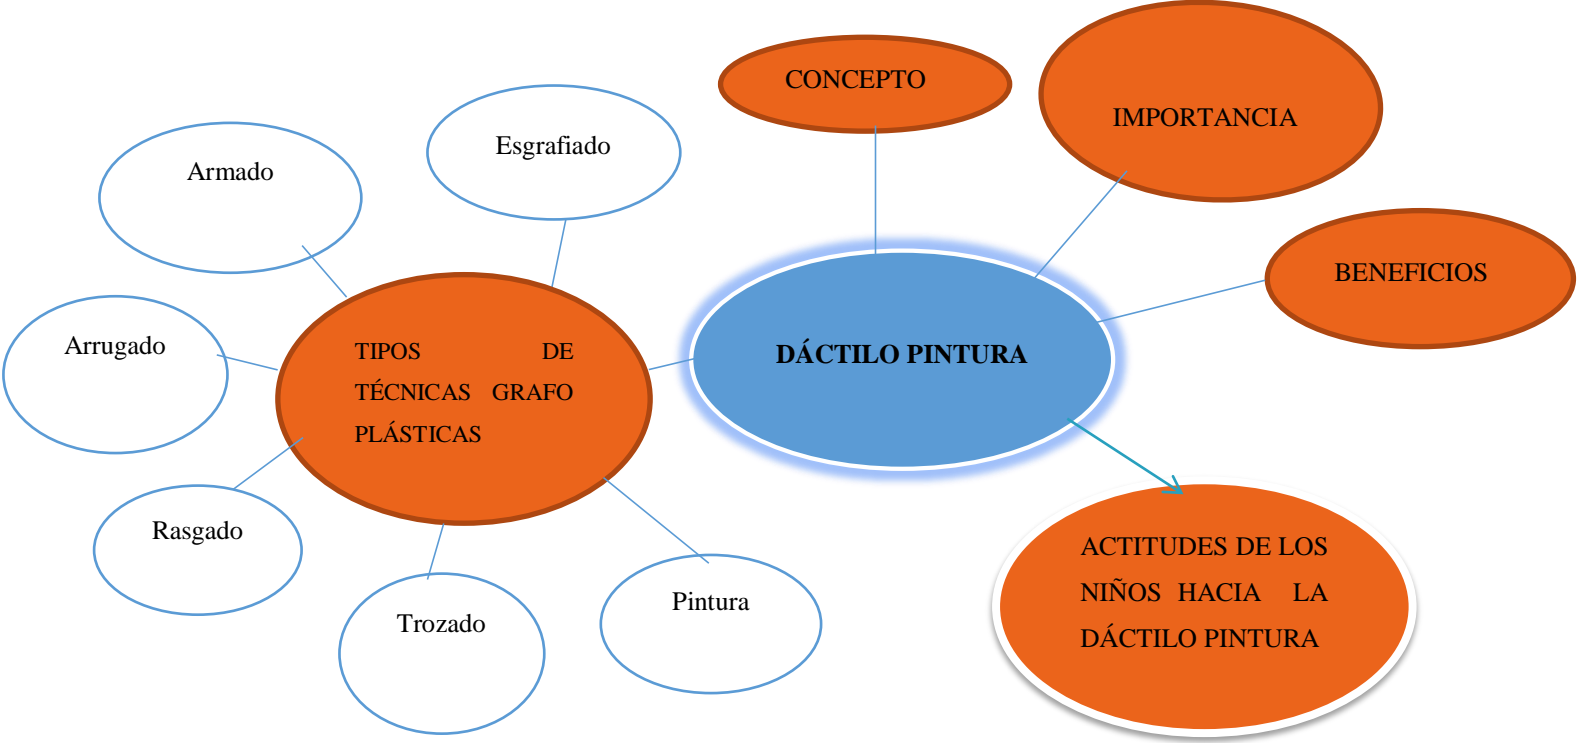 CONCEPTO
IMPORTANCIA
Esgrafiado
Armado
BENEFICIOS
Arrugado
TIPOS DE
TÉCNICAS GRAFO
PLÁSTICAS
DÁCTILO PINTURA
Rasgado
Trozado
Pintura
ACTITUDES DE LOS
NIÑOS HACIA LA
DÁCTILO PINTURA